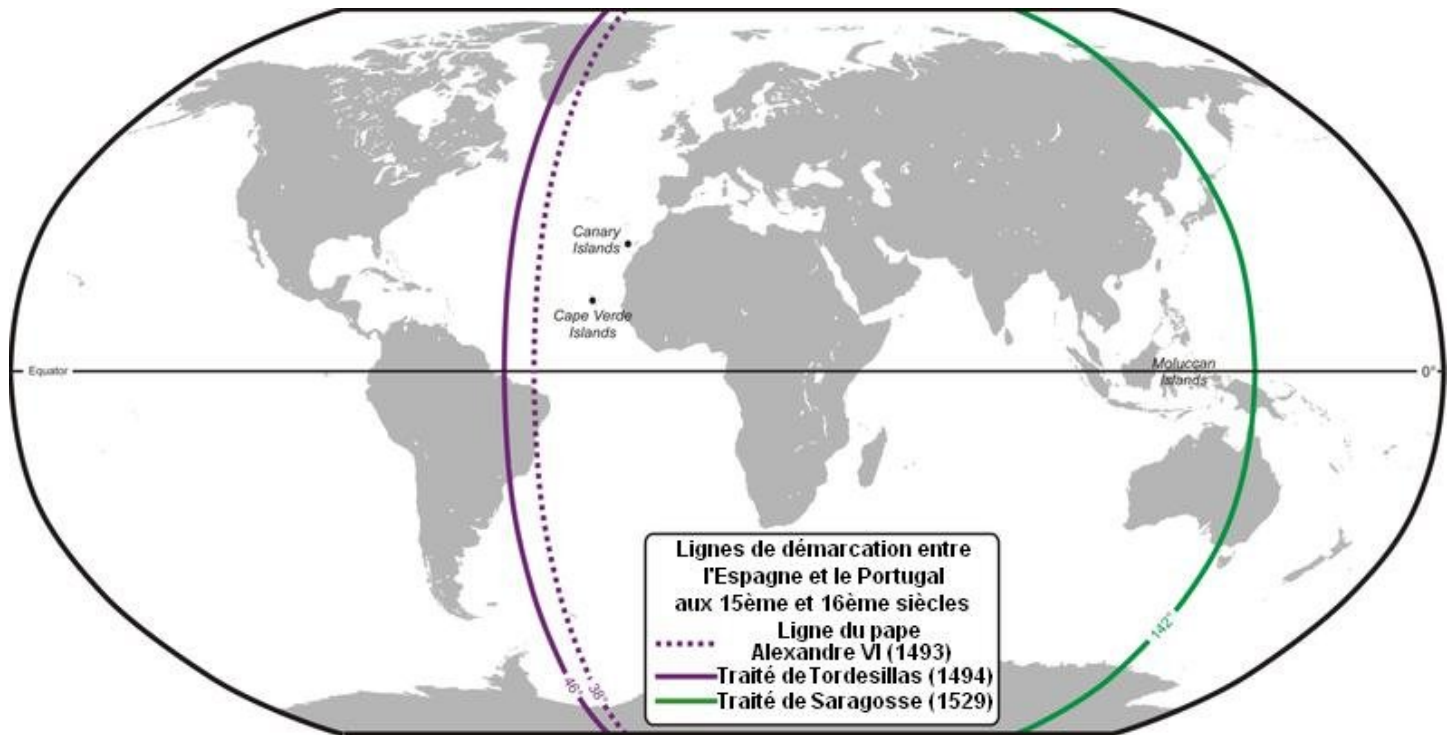 Canary
Islands
Cape Verde
Islands
Equator
Moluccan
Islands
0°
Lignes de démarcation entre
l'Espagne et le Portugal
aux 15ème et 16ème siècles
Ligne du pape
Alexandre VI (1493)
Traité de Tordesillas (1494)
Traité de Saragosse (1529)
46°
38°
142°